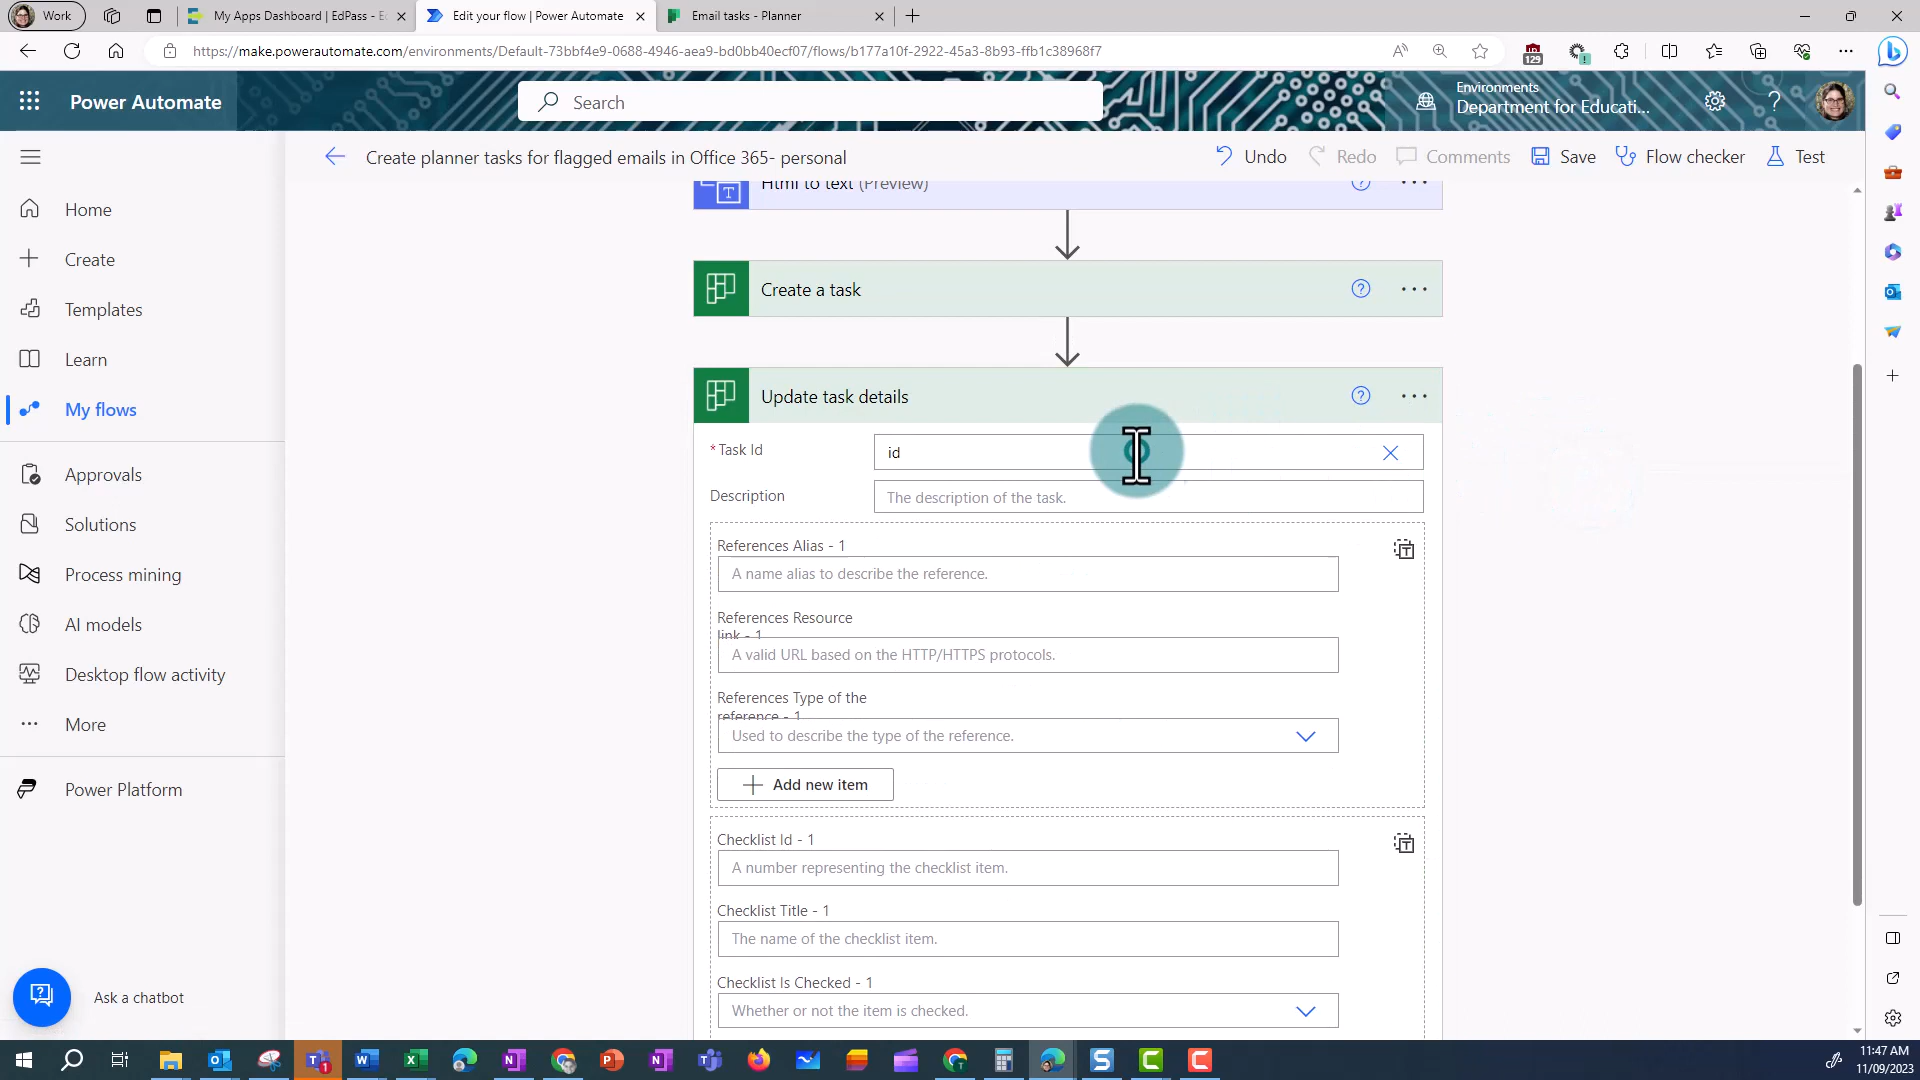 Work
My Apps Dashboard | EdPass - Ec
Edit your flow | Power Automate
Email tasks - Planner
https://make.powerautomate.com/environments/Default-73bbf4e9-0688-4946-aea9-bd0bb40ecf07/flows/b177a10f-2922-45a3-8b93-ffb1c38968f7
129
Power Automate
Search
Environments
Department for Educati...
Create planner tasks for flagged emails in Office 365- personal
Undo
Redo
Comments
Save
Flow checker
Test
Home
Create
Templates
Learn
My flows
Approvals
Solutions
Process mining
AI models
Desktop flow activity
More
Power Platform
Ask a chatbot
Html to text (Preview)
Create a task
Update task details
* Task Id
id
Description
The description of the task.
References Alias - 1
A name alias to describe the reference.
References Resource
link - 1
A valid URL based on the HTTP/HTTPS protocols.
References Type of the
reference - 1
Used to describe the type of the reference.
Add new item
Checklist Id - 1
A number representing the checklist item.
Checklist Title - 1
The name of the checklist item.
Checklist Is Checked - 1
Whether or not the item is checked.
11:47 AM
11/09/2023